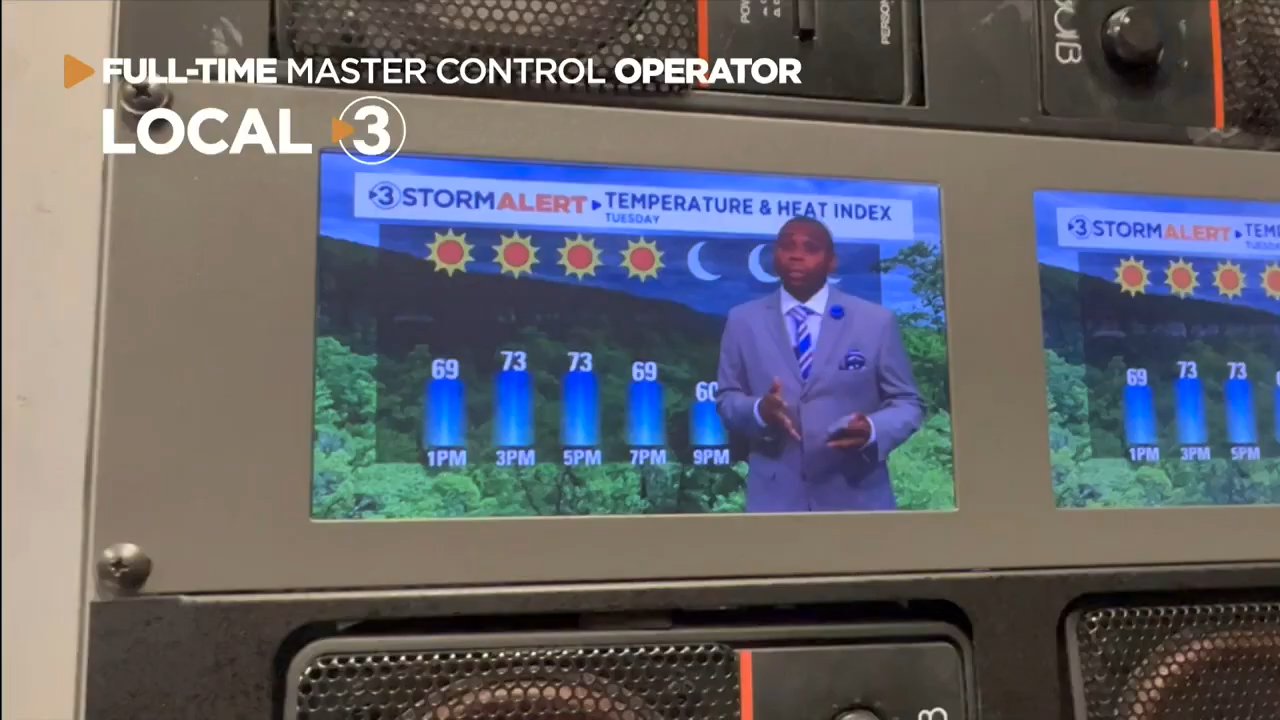 FULL-TIME MASTER CONTROL OPERATOR
LOCAL 3
3 STORMALERT TEMPERATURE & HEAT INDEX
TUESDAY
69 73 73 69 60
1PM 3PM 5PM 7PM 9PM
3 STORMALERT
69 73 73
1PM 3PM 5PM